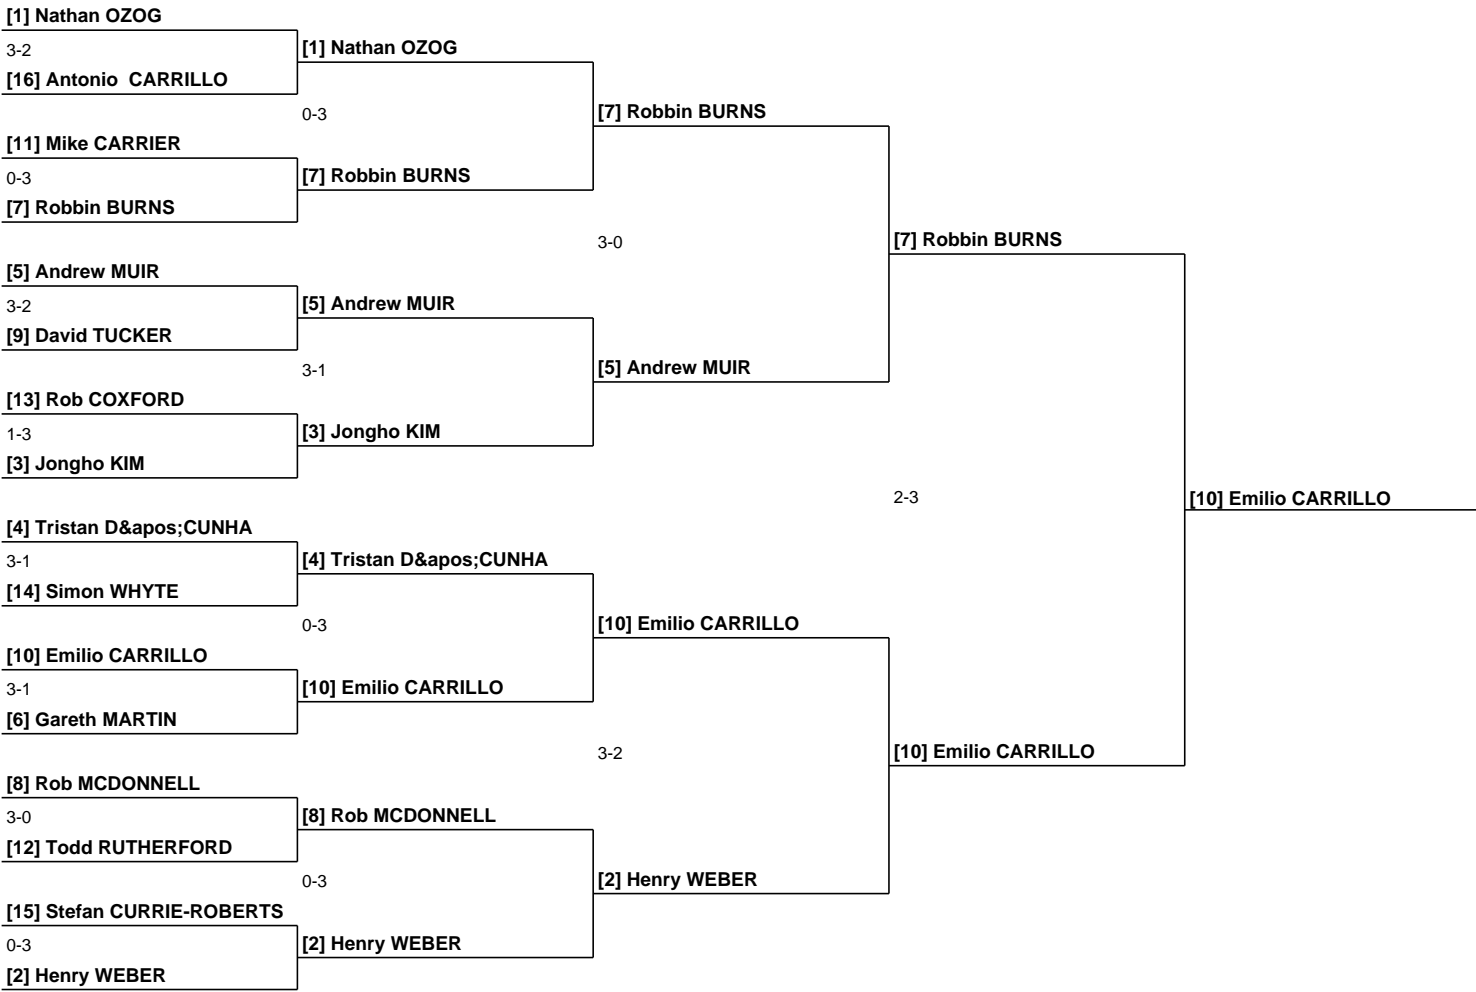 [1] Nathan OZOG
3-2
[16] Antonio  CARRILLO
[11] Mike CARRIER
0-3
[7] Robbin BURNS
[5] Andrew MUIR
3-2
[9] David TUCKER
[13] Rob COXFORD
1-3
[3] Jongho KIM
[4] Tristan D&apos;CUNHA
3-1
[14] Simon WHYTE
[10] Emilio CARRILLO
3-1
[6] Gareth MARTIN
[8] Rob MCDONNELL
3-0
[12] Todd RUTHERFORD
[15] Stefan CURRIE-ROBERTS
0-3
[2] Henry WEBER
[1] Nathan OZOG
0-3
[7] Robbin BURNS
[5] Andrew MUIR
3-1
[3] Jongho KIM
[4] Tristan D&apos;CUNHA
0-3
[10] Emilio CARRILLO
[8] Rob MCDONNELL
0-3
[2] Henry WEBER
[7] Robbin BURNS
3-0
[5] Andrew MUIR
[10] Emilio CARRILLO
3-2
[2] Henry WEBER
[7] Robbin BURNS
2-3
[10] Emilio CARRILLO
[10] Emilio CARRILLO